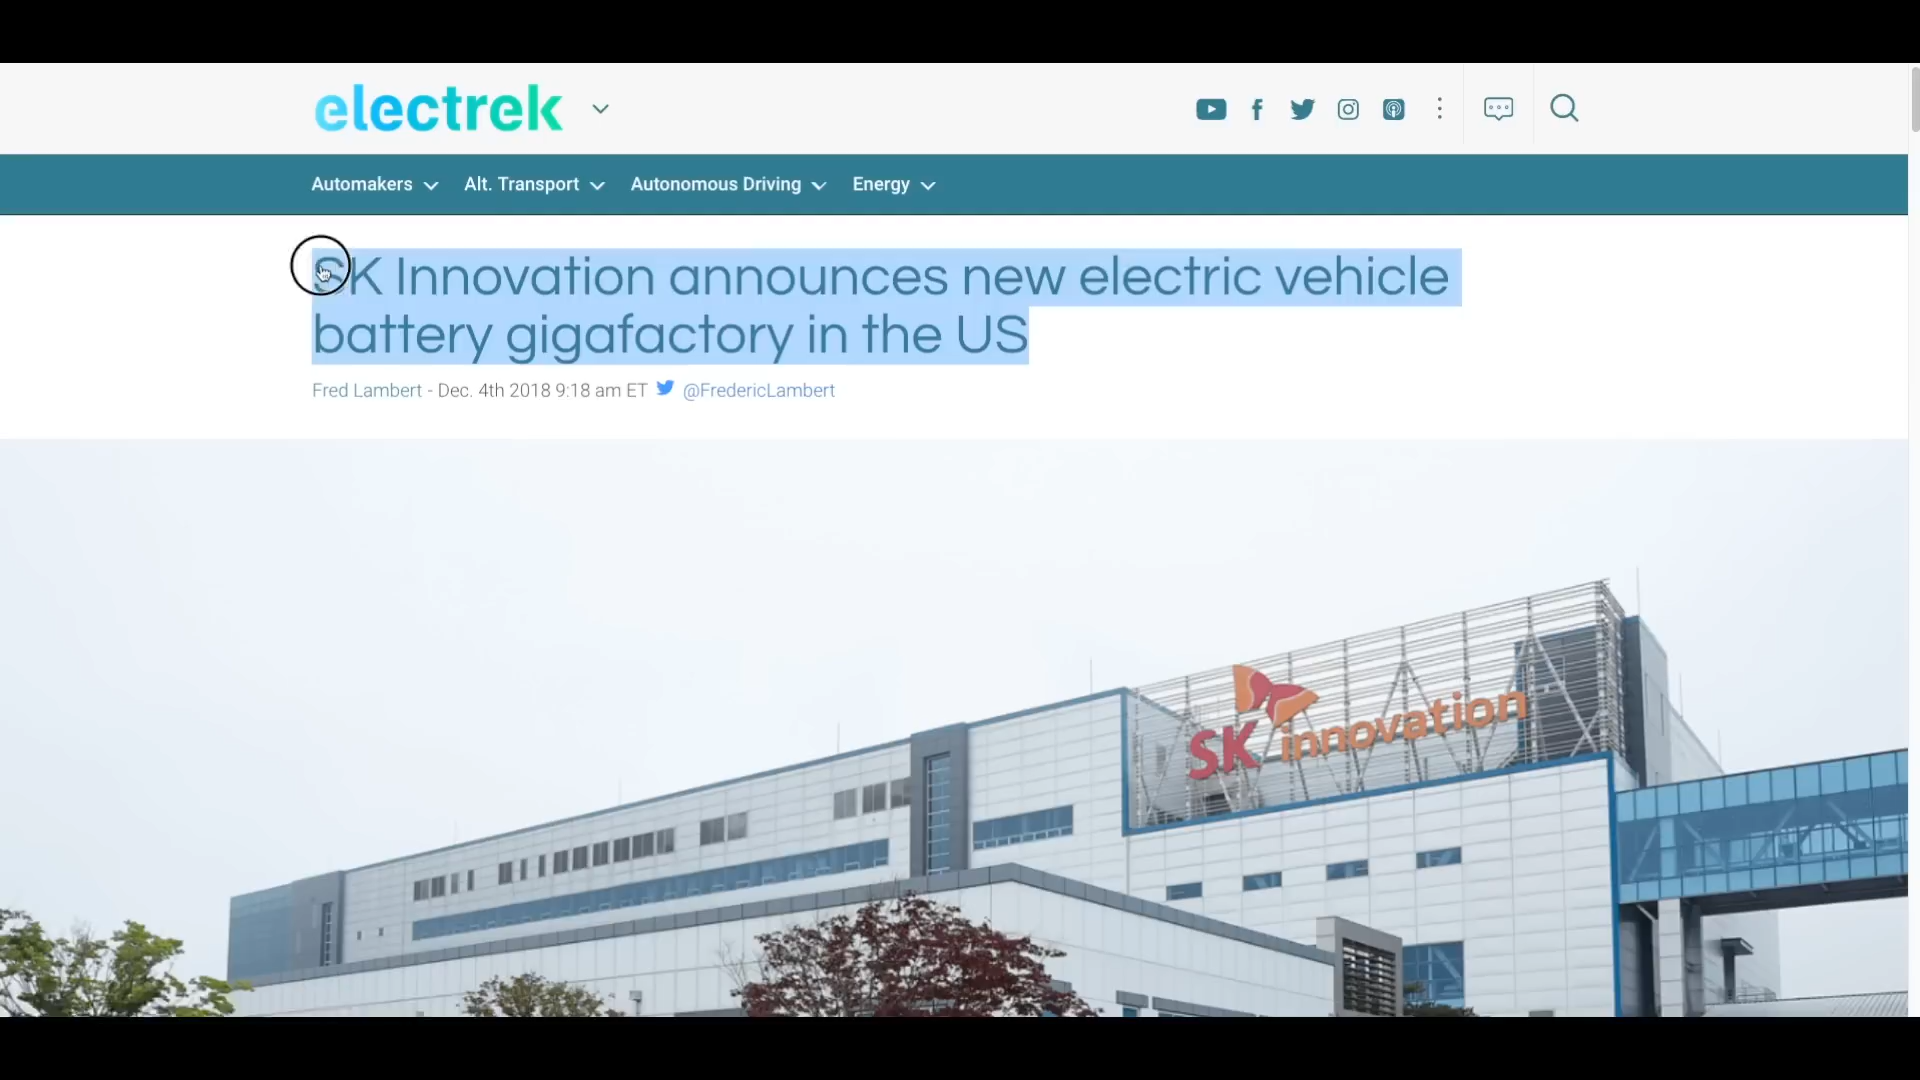 electrek
Automakers Alt. Transport Autonomous Driving Energy
SK Innovation announces new electric vehicle
battery gigafactory in the US
Fred Lambert - Dec. 4th 2018 9:18 am ET @FredericLambert
SK innovation